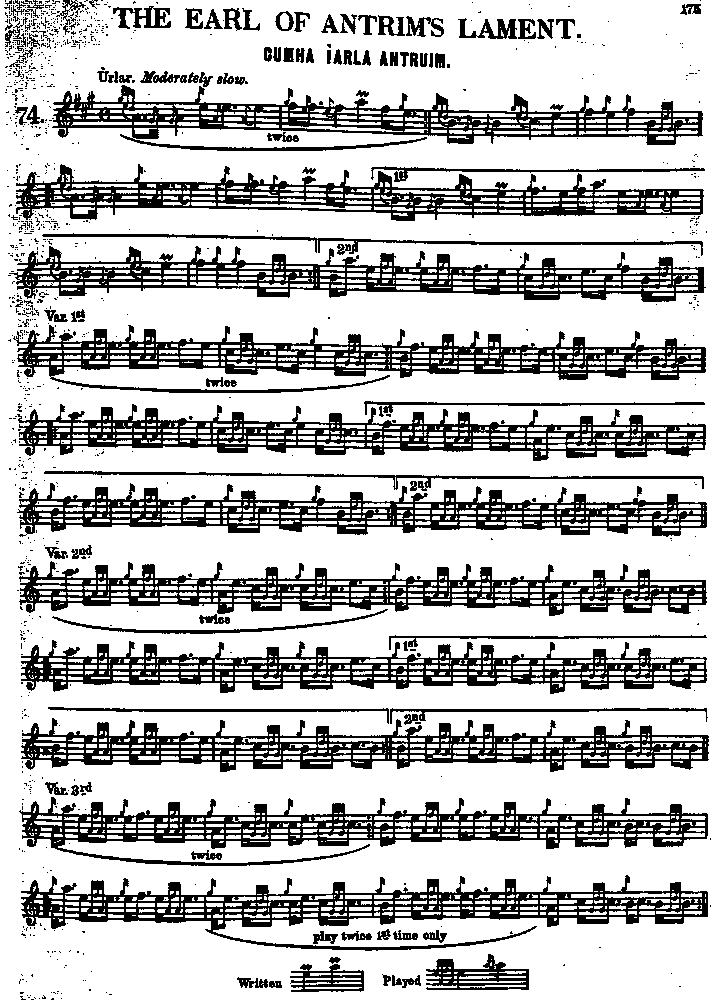 175
THE EARL OF ANTRIM'S LAMENT.
CUMHA ÌARLA ANTRUIM.
Ùrlar. Moderately slow.
74.
twice
1st
2nd
Var. 1st
twice
1st
2nd
Var. 2nd
twice
1st
2nd
Var. 3rd
twice
play twice 1st time only
Written Played